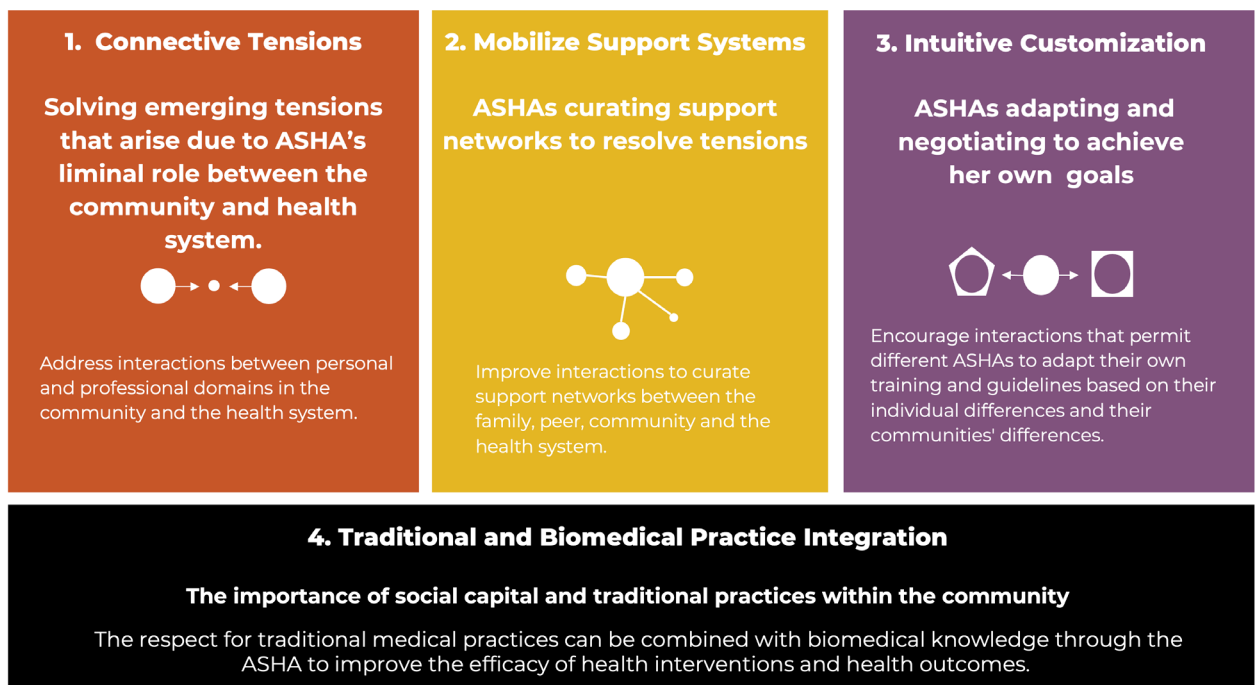 1. Connective Tensions
Solving emerging tensions
that arise due to ASHA’s
liminal role between the
community and health
system.
Address interactions between personal
and professional domains in the
community and the health system.
2. Mobilize Support Systems
ASHAs curating support
networks to resolve tensions
Improve interactions to curate
support networks between the
family, peer, community and the
health system.
3. Intuitive Customization
ASHAs adapting and
negotiating to achieve
her own goals
Encourage interactions that permit
different ASHAs to adapt their own
training and guidelines based on their
individual differences and their
communities' differences.
4. Traditional and Biomedical Practice Integration
The importance of social capital and traditional practices within the community
The respect for traditional medical practices can be combined with biomedical knowledge through the
ASHA to improve the efficacy of health interventions and health outcomes.